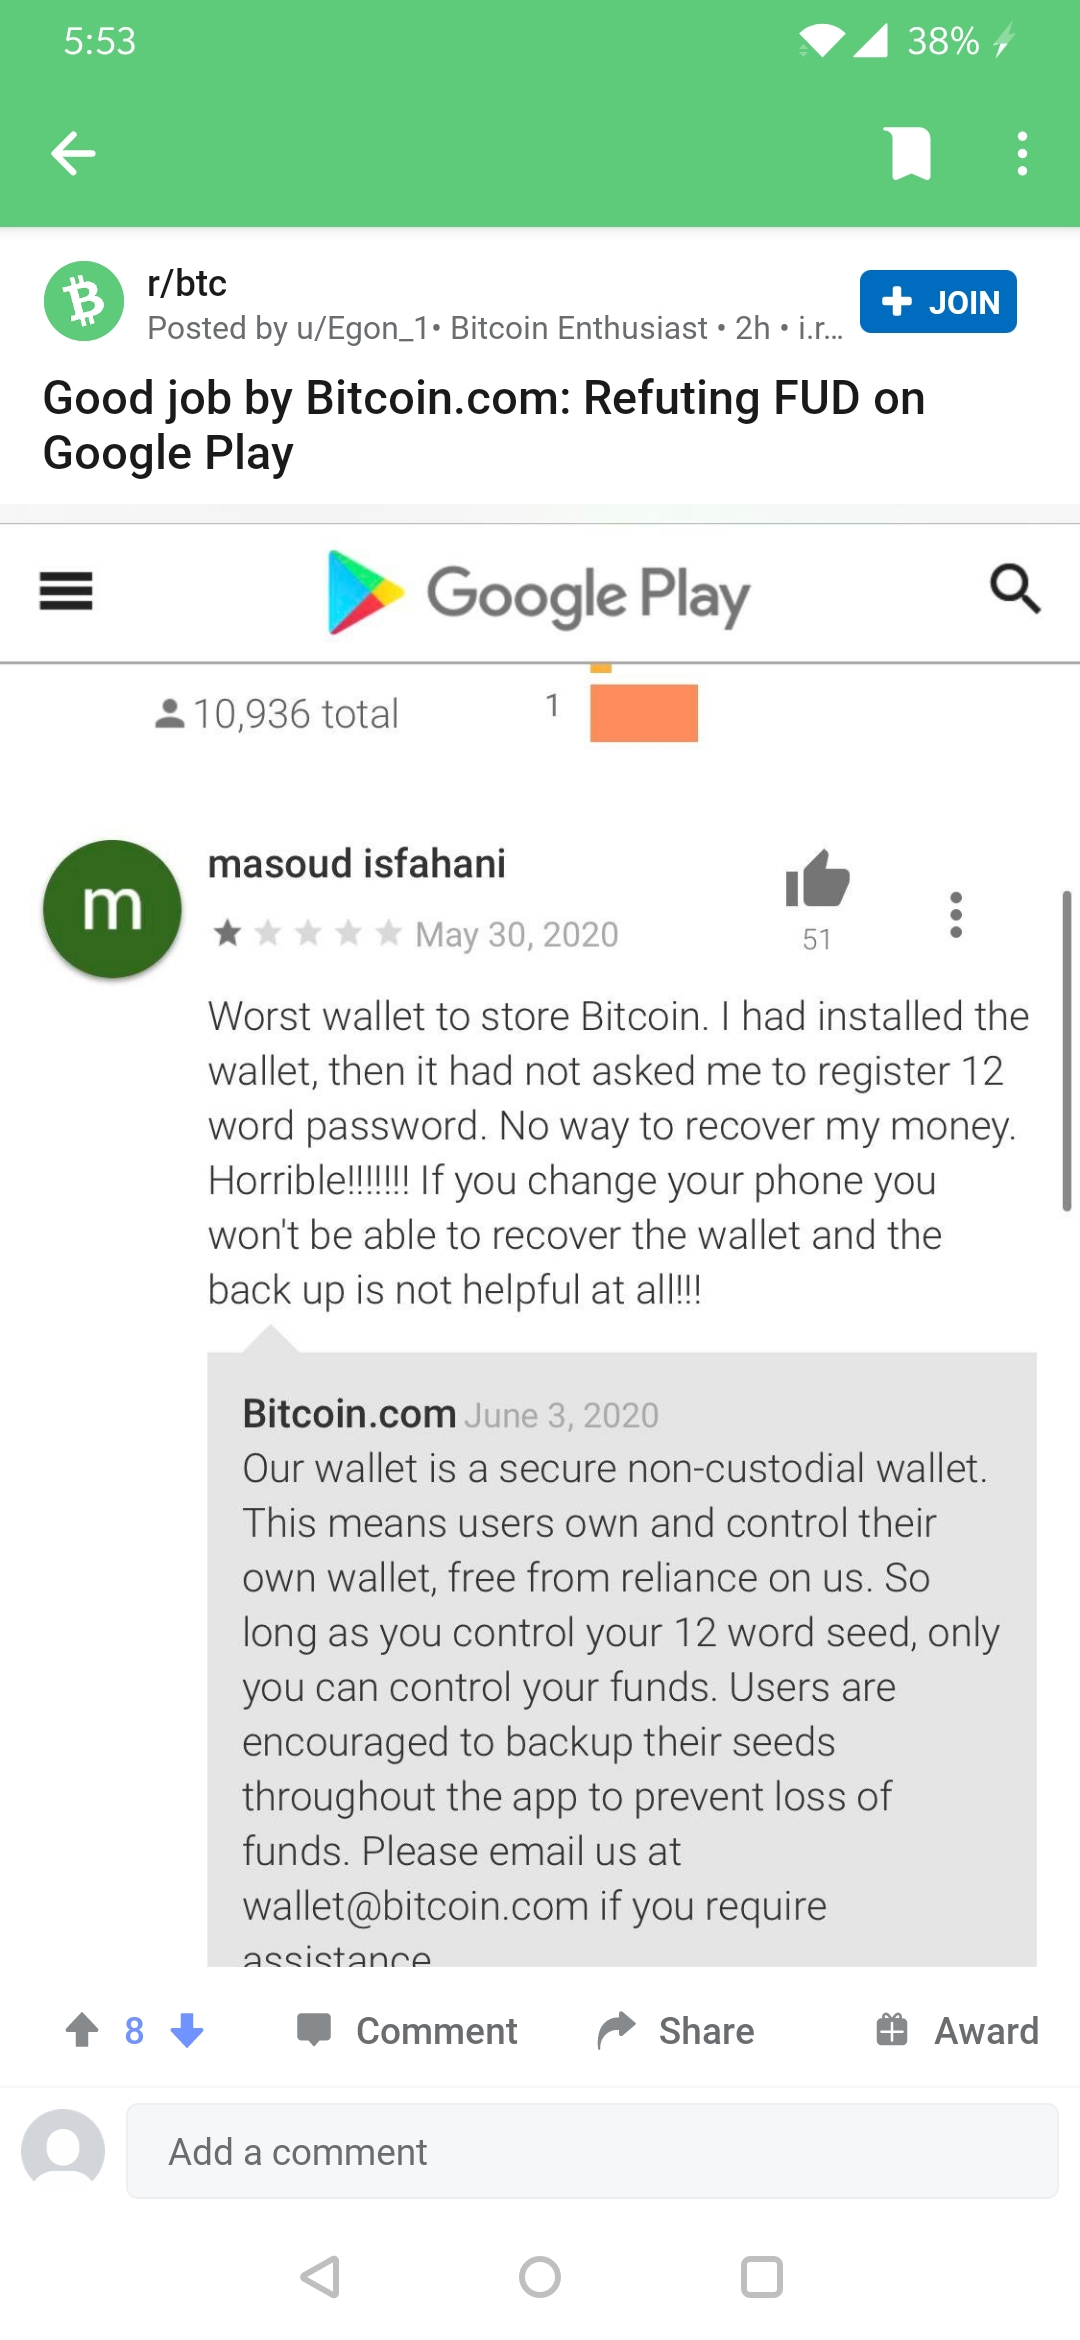 5:53
38%
r/btc
Posted by u/Egon_1• Bitcoin Enthusiast • 2h • i.r...
JOIN
Good job by Bitcoin.com: Refuting FUD on
Google Play
Google Play
10,936 total
1
m
masoud isfahani
May 30, 2020
51
Worst wallet to store Bitcoin. I had installed the
wallet, then it had not asked me to register 12
word password. No way to recover my money.
Horrible!!!!!!! If you change your phone you
won't be able to recover the wallet and the
back up is not helpful at all!!!
Bitcoin.com June 3, 2020
Our wallet is a secure non-custodial wallet.
This means users own and control their
own wallet, free from reliance on us. So
long as you control your 12 word seed, only
you can control your funds. Users are
encouraged to backup their seeds
throughout the app to prevent loss of
funds. Please email us at
wallet@bitcoin.com if you require
assistance
8
Comment
Share
Award
Add a comment